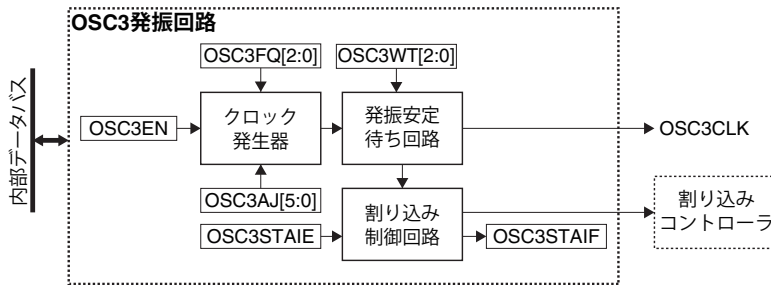 OSC3発振回路
OSC3FQ[2:0]
OSC3WT[2:0]
内部データバス
OSC3EN
クロック
発生器
発振安定
待ち回路
OSC3CLK
OSC3AJ[5:0]
割り込み
制御回路
割り込み
コントローラ
OSC3STAIE
OSC3STAIF